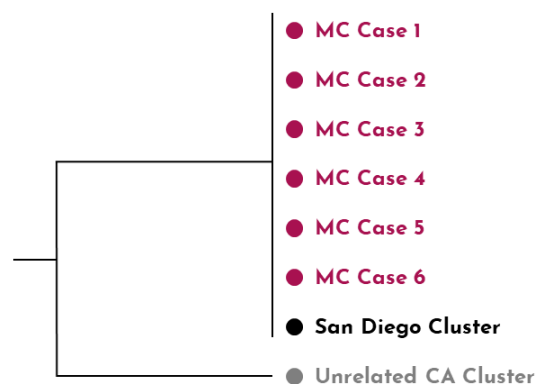 MC Case 1
MC Case 2
MC Case 3
MC Case 4
MC Case 5
MC Case 6
San Diego Cluster
Unrelated CA Cluster